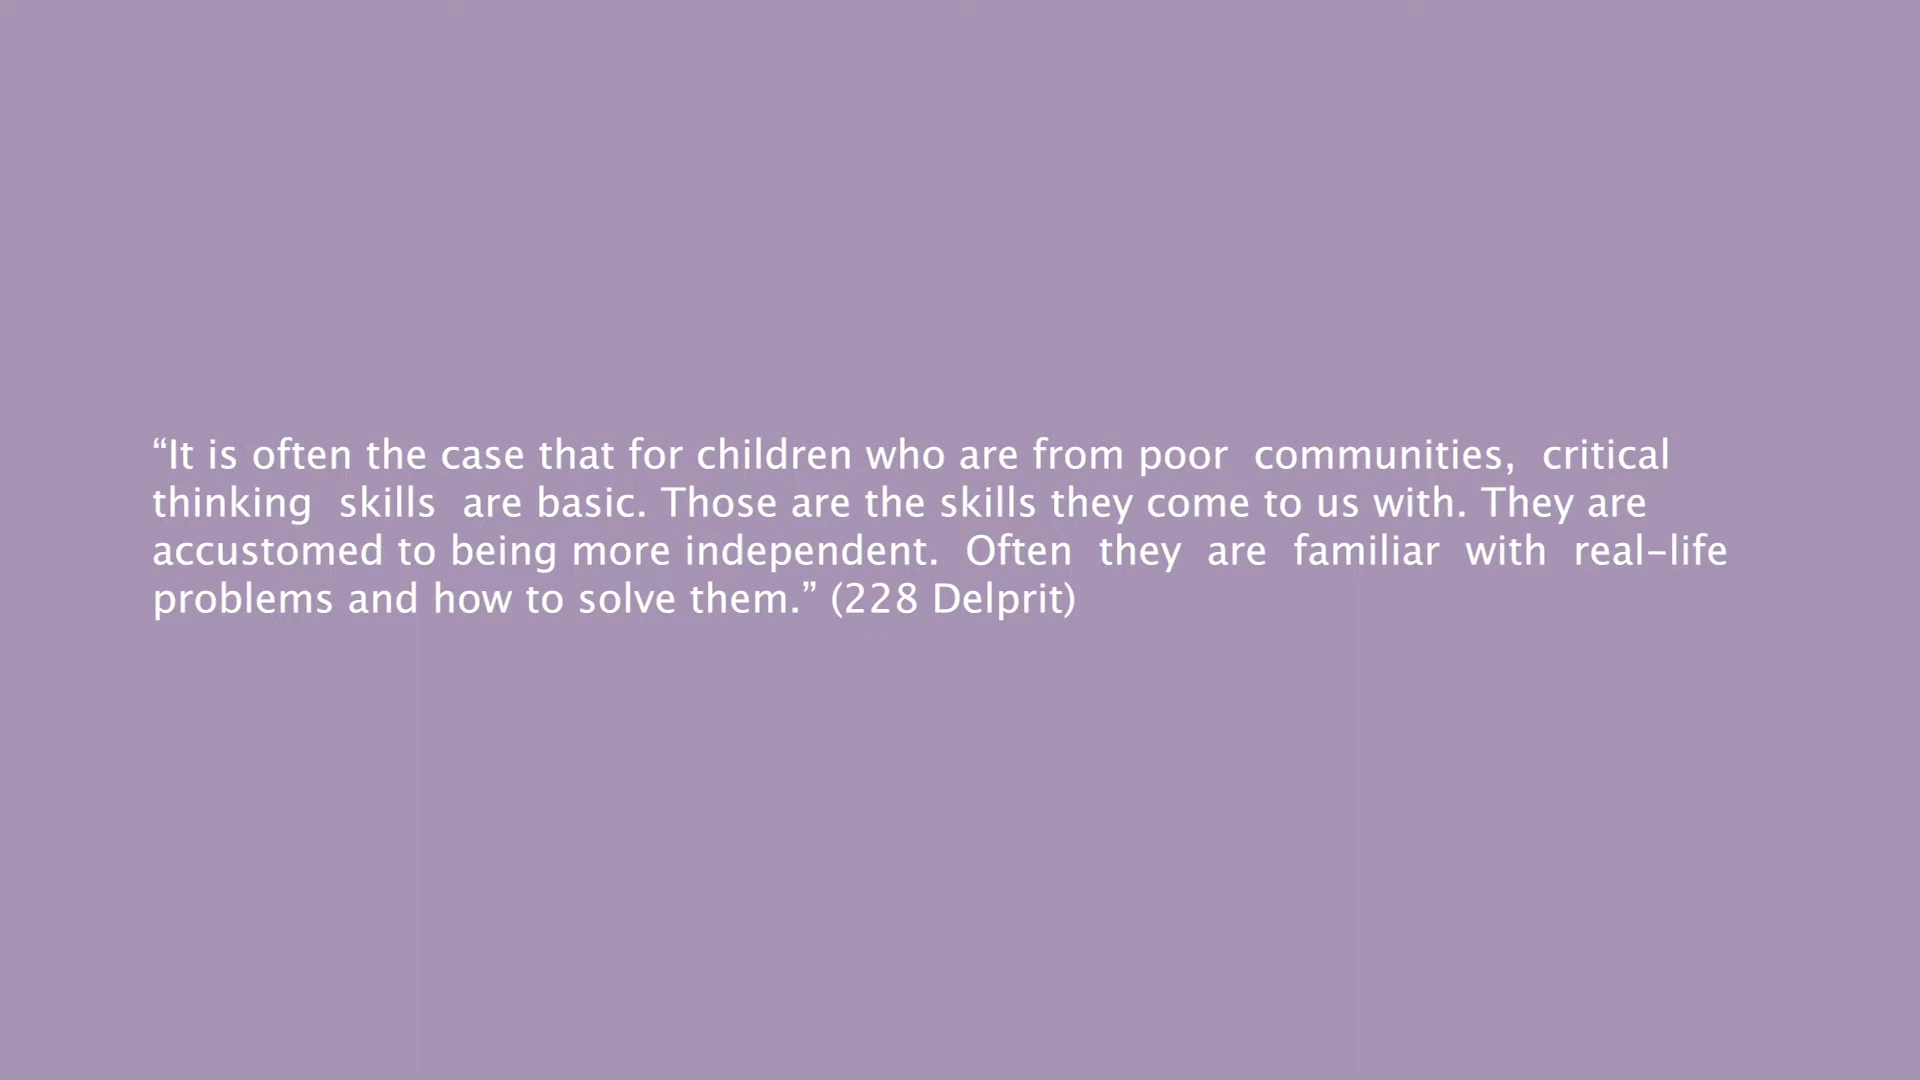 “It is often the case that for children who are from poor communities, critical
thinking skills are basic. Those are the skills they come to us with. They are
accustomed to being more independent. Often they are familiar with real-life
problems and how to solve them.” (228 Delprit)